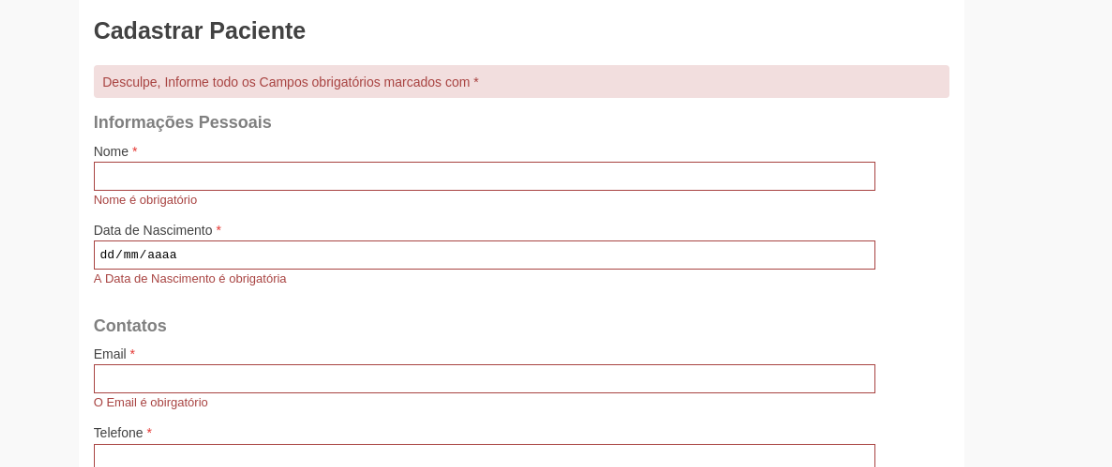 Cadastrar Paciente
Desculpe, Informe todo os Campos obrigatórios marcados com *
Informações Pessoais
Nome *
Nome é obrigatório
Data de Nascimento *
dd/mm/aaaa
A Data de Nascimento é obrigatória
Contatos
Email *
O Email é obirgatório
Telefone *